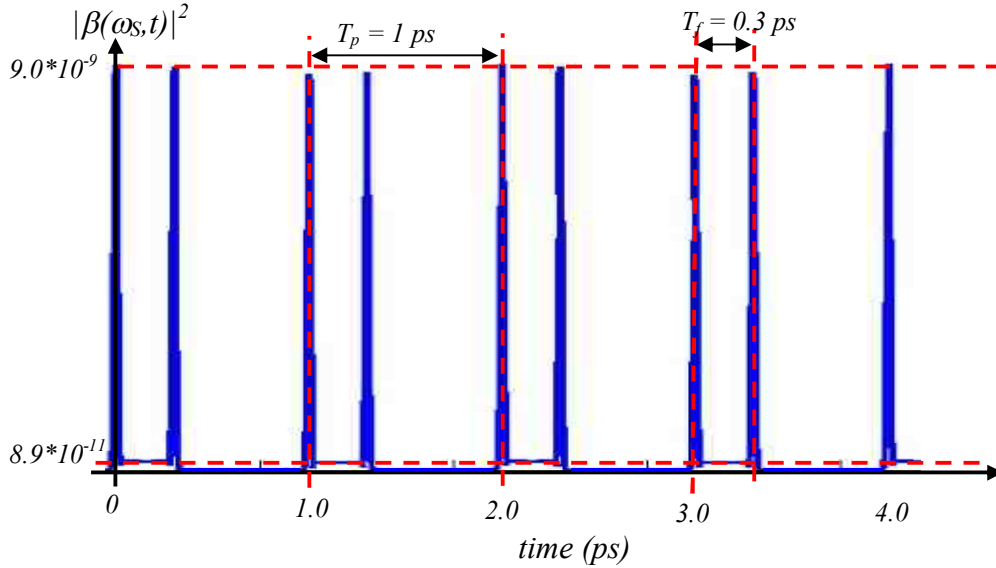 |β(ωS,t)|²
Tp = 1 ps
Tf = 0.3 ps
9.0*10⁻⁹
8.9*10⁻¹¹
0
1.0
2.0
3.0
4.0
time (ps)